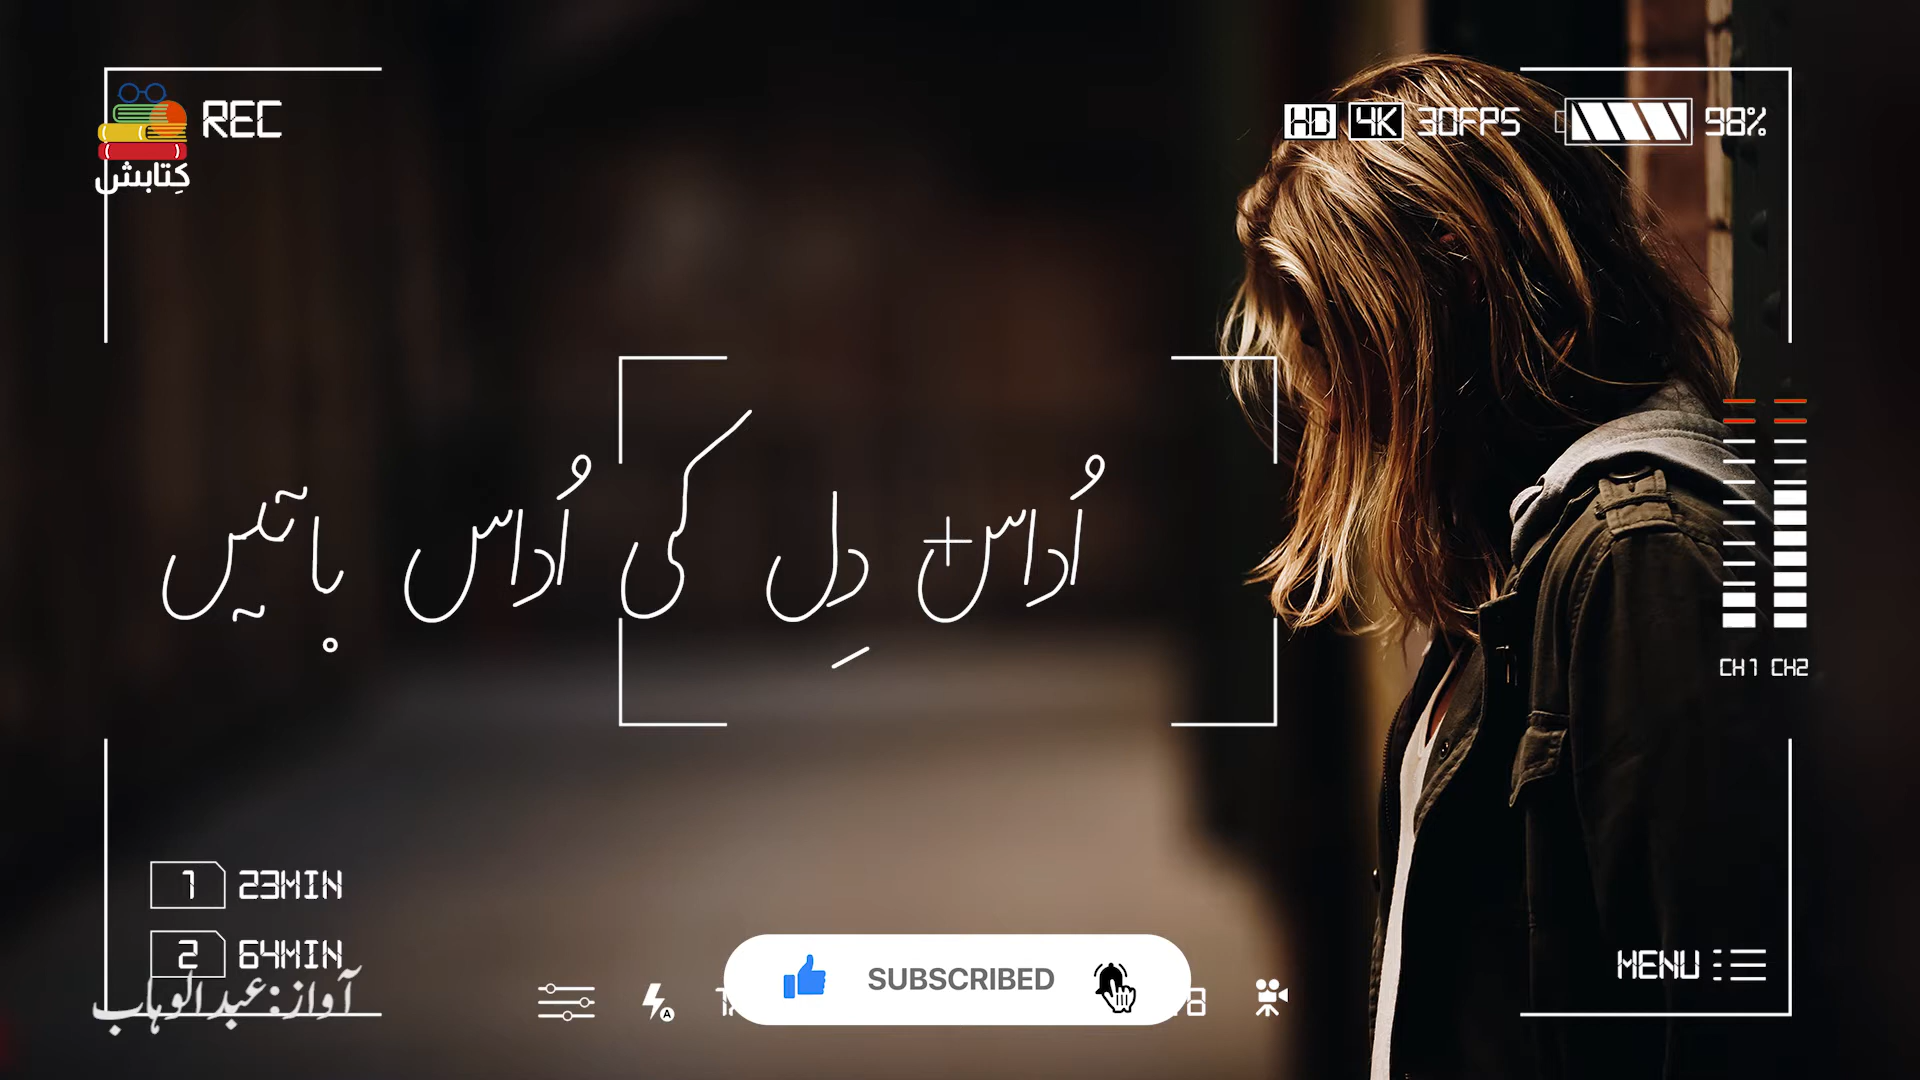 REC
HD 4K 30FPS 98%
کِتابش
اُداس دِل کی اُداس باتیں
CH1 CH2
1 23MIN
2 64MIN
آواز: عبدالوہاب
SUBSCRIBED
MENU